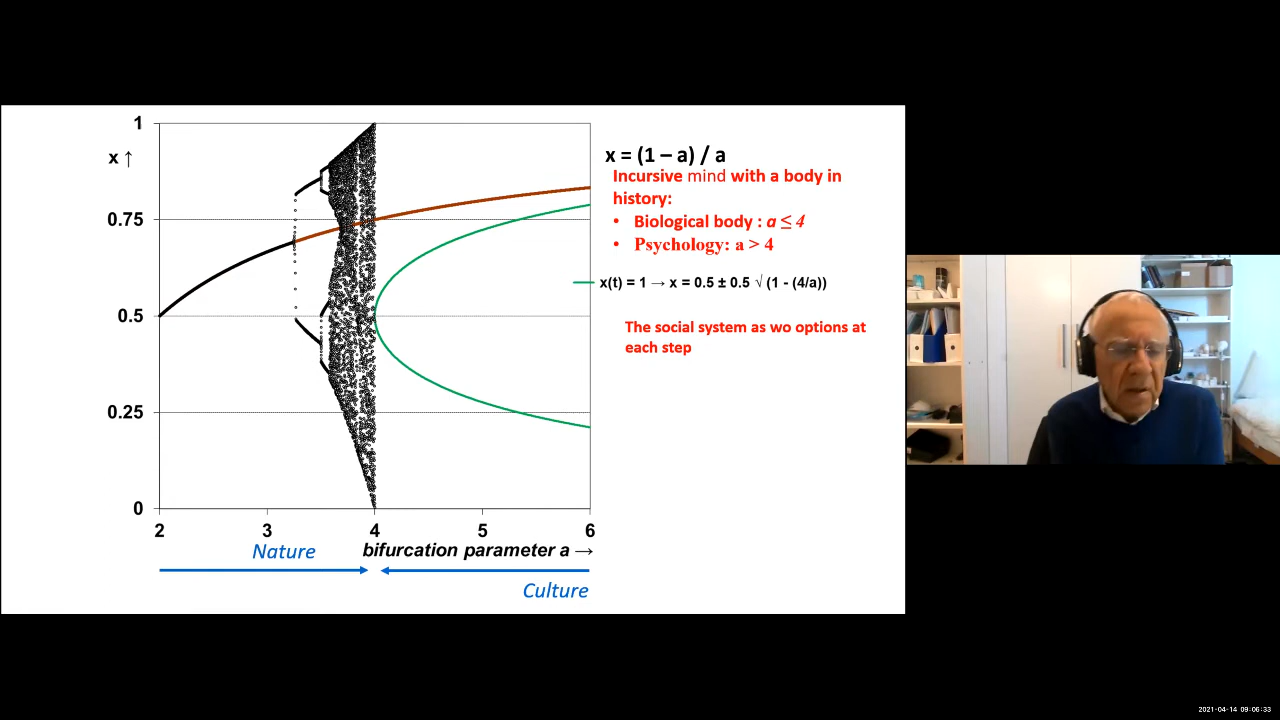 1
x ↑
0.75
0.5
0.25
0
2 3 4 5 6
bifurcation parameter a →
Nature
Culture
x = (1 – a) / a
Incursive mind with a body in
history:
• Biological body : a ≤ 4
• Psychology: a > 4
x(t) = 1 → x = 0.5 ± 0.5 √ (1 - (4/a))
The social system as wo options at
each step
2021-04-14 09:06:33